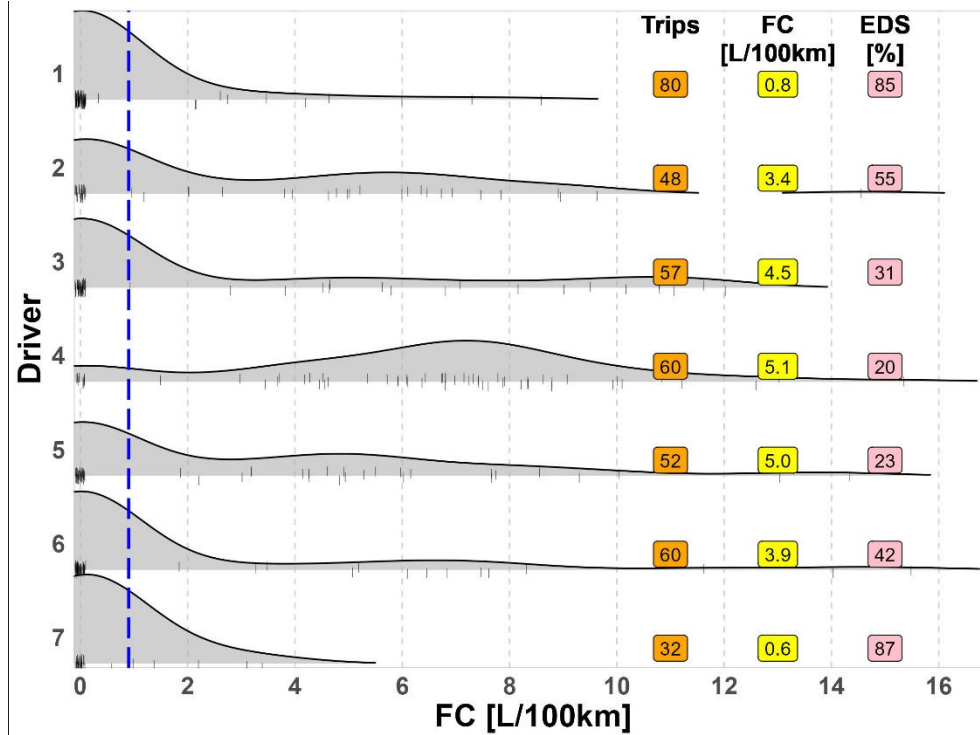 Trips FC EDS
[L/100km] [%]
1 80 0.8 85
2 48 3.4 55
3 57 4.5 31
4 60 5.1 20
5 52 5.0 23
6 60 3.9 42
7 32 0.6 87
Driver
0 2 4 6 8 10 12 14 16
FC [L/100km]